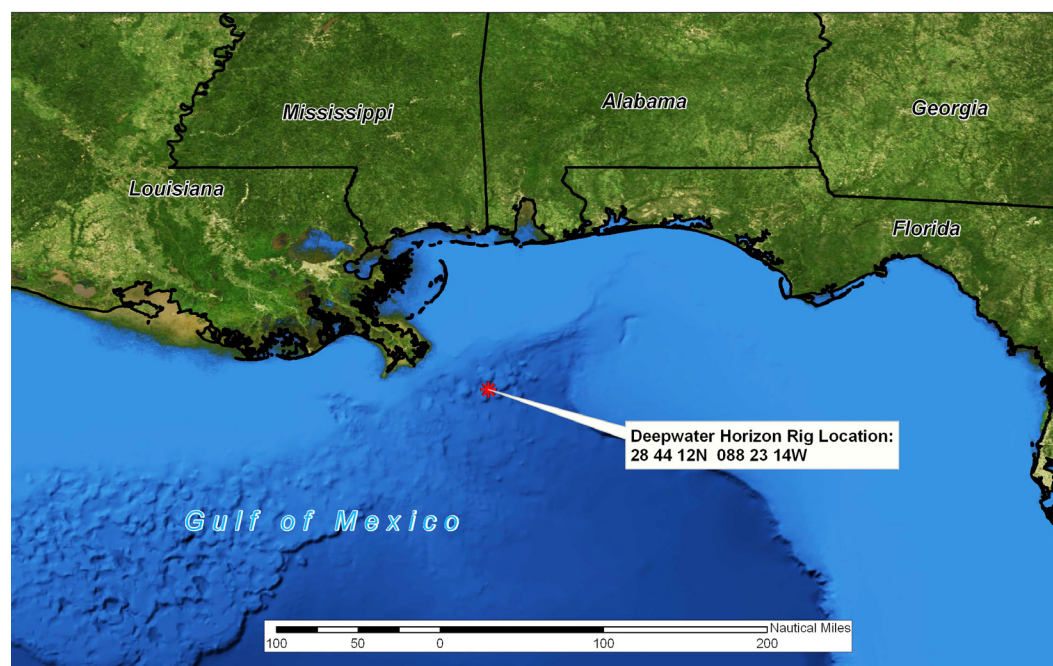 Mississippi
Alabama
Georgia
Louisiana
Florida
Deepwater Horizon Rig Location:
28 44 12N  088 23 14W
Gulf of Mexico
Nautical Miles
100 50 0 100 200